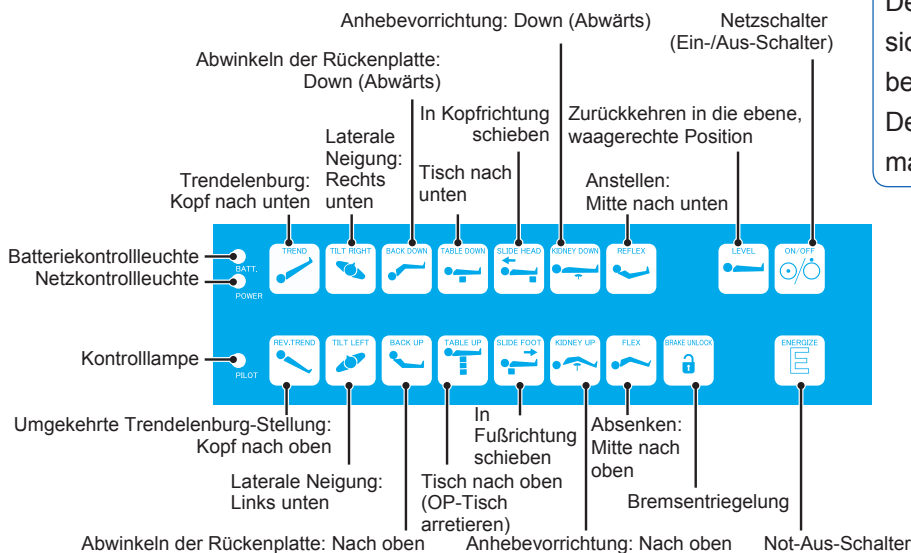 Anhebevorrichtung: Down (Abwärts)
Netzschalter
(Ein-/Aus-Schalter)
Abwinkeln der Rückenplatte:
Down (Abwärts)
In Kopfrichtung
schieben
Zurückkehren in die ebene,
waagerechte Position
Laterale
Neigung:
Rechts
unten
Tisch nach
unten
Trendelenburg:
Kopf nach unten
Anstellen:
Mitte nach unten
De
sic
be
De
ma
Batteriekontrollleuchte
Netzkontrollleuchte
BATT.
POWER
TREND
TILT RIGHT
BACK DOWN
TABLE DOWN
SLIDE HEAD
KIDNEY DOWN
REFLEX
LEVEL
ON/OFF
Kontrolllampe
PILOT
REV.TREND
TILT LEFT
BACK UP
TABLE UP
SLIDE FOOT
KIDNEY UP
FLEX
BRAKE UNLOCK
ENERGIZE
E
Umgekehrte Trendelenburg-Stellung:
Kopf nach oben
In
Fußrichtung
schieben
Absenken:
Mitte nach
oben
Laterale Neigung:
Links unten
Tisch nach oben
(OP-Tisch
arretieren)
Bremsentriegelung
Abwinkeln der Rückenplatte: Nach oben
Anhebevorrichtung: Nach oben
Not-Aus-Schalter